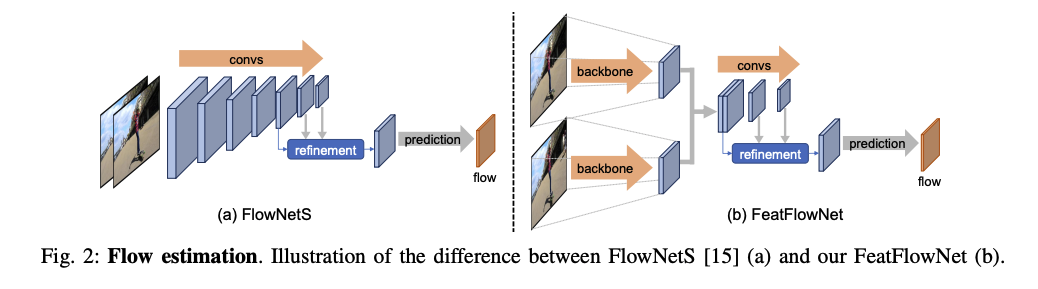 convs
refinement
prediction
flow
(a) FlowNetS
backbone
backbone
convs
refinement
prediction
flow
(b) FeatFlowNet
Fig. 2: Flow estimation. Illustration of the difference between FlowNetS [15] (a) and our FeatFlowNet (b).